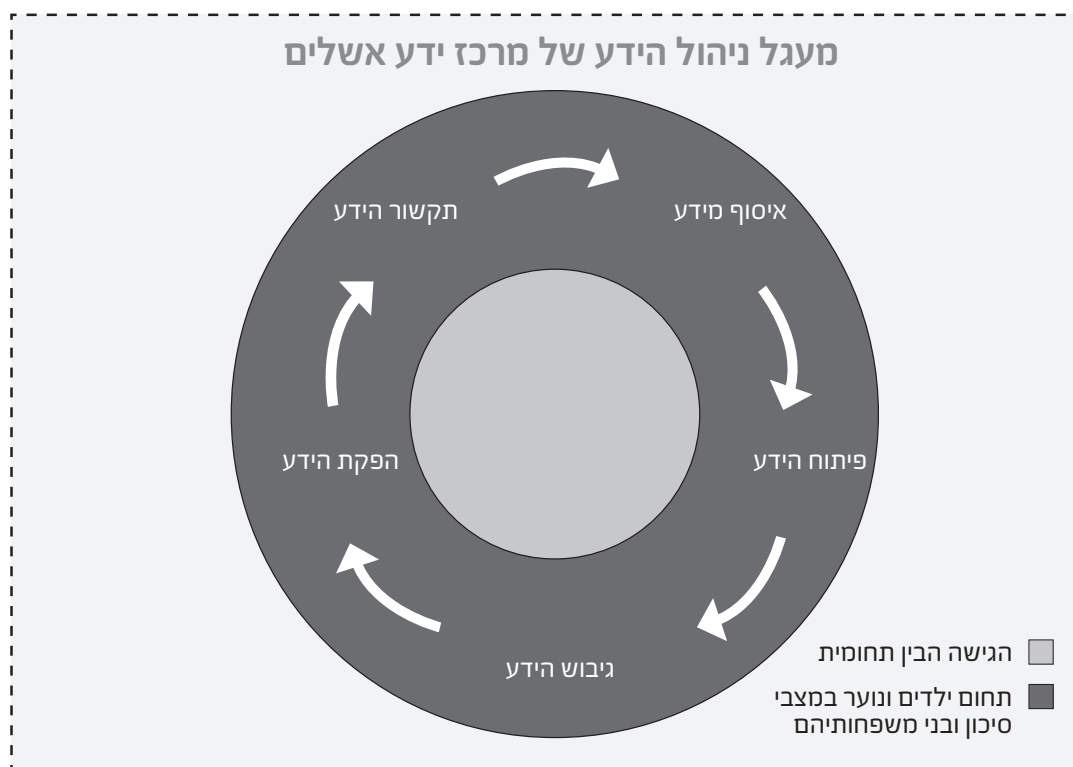 מעגל ניהול הידע של מרכז ידע אשלים
איסוף מידע
תקשור הידע
פיתוח הידע
הפקת הידע
גיבוש הידע
הגישה הבין תחומית
תחום ילדים ונוער במצבי
סיכון ובני משפחותיהם